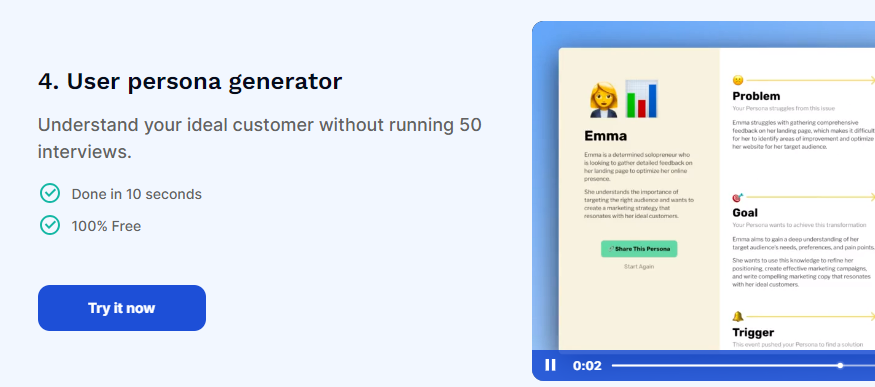 4. User persona generator
Understand your ideal customer without running 50
interviews.
Done in 10 seconds
100% Free
Try it now
Emma
Emma is a determined solopreneur who
is looking to gather detailed feedback on
her landing page to optimize her online
presence.
She understands the importance of
targeting the right audience and wants to
create a marketing strategy that
resonates with her ideal customers.
Share This Persona
Start Again
Problem
Your Persona struggles from this issue
Emma struggles with gathering comprehensive
feedback on her landing page, which makes it difficult
for her to identify areas of improvement and optimize
her website for her target audience.
Goal
Your Persona wants to achieve this transformation
Emma aims to gain a deep understanding of her
target audience's needs, preferences, and pain points.
She wants to use this knowledge to refine her
positioning, create effective marketing campaigns,
and write compelling marketing copy that resonates
with her ideal customers.
Trigger
This event pushed your Persona to find a solution
0:02